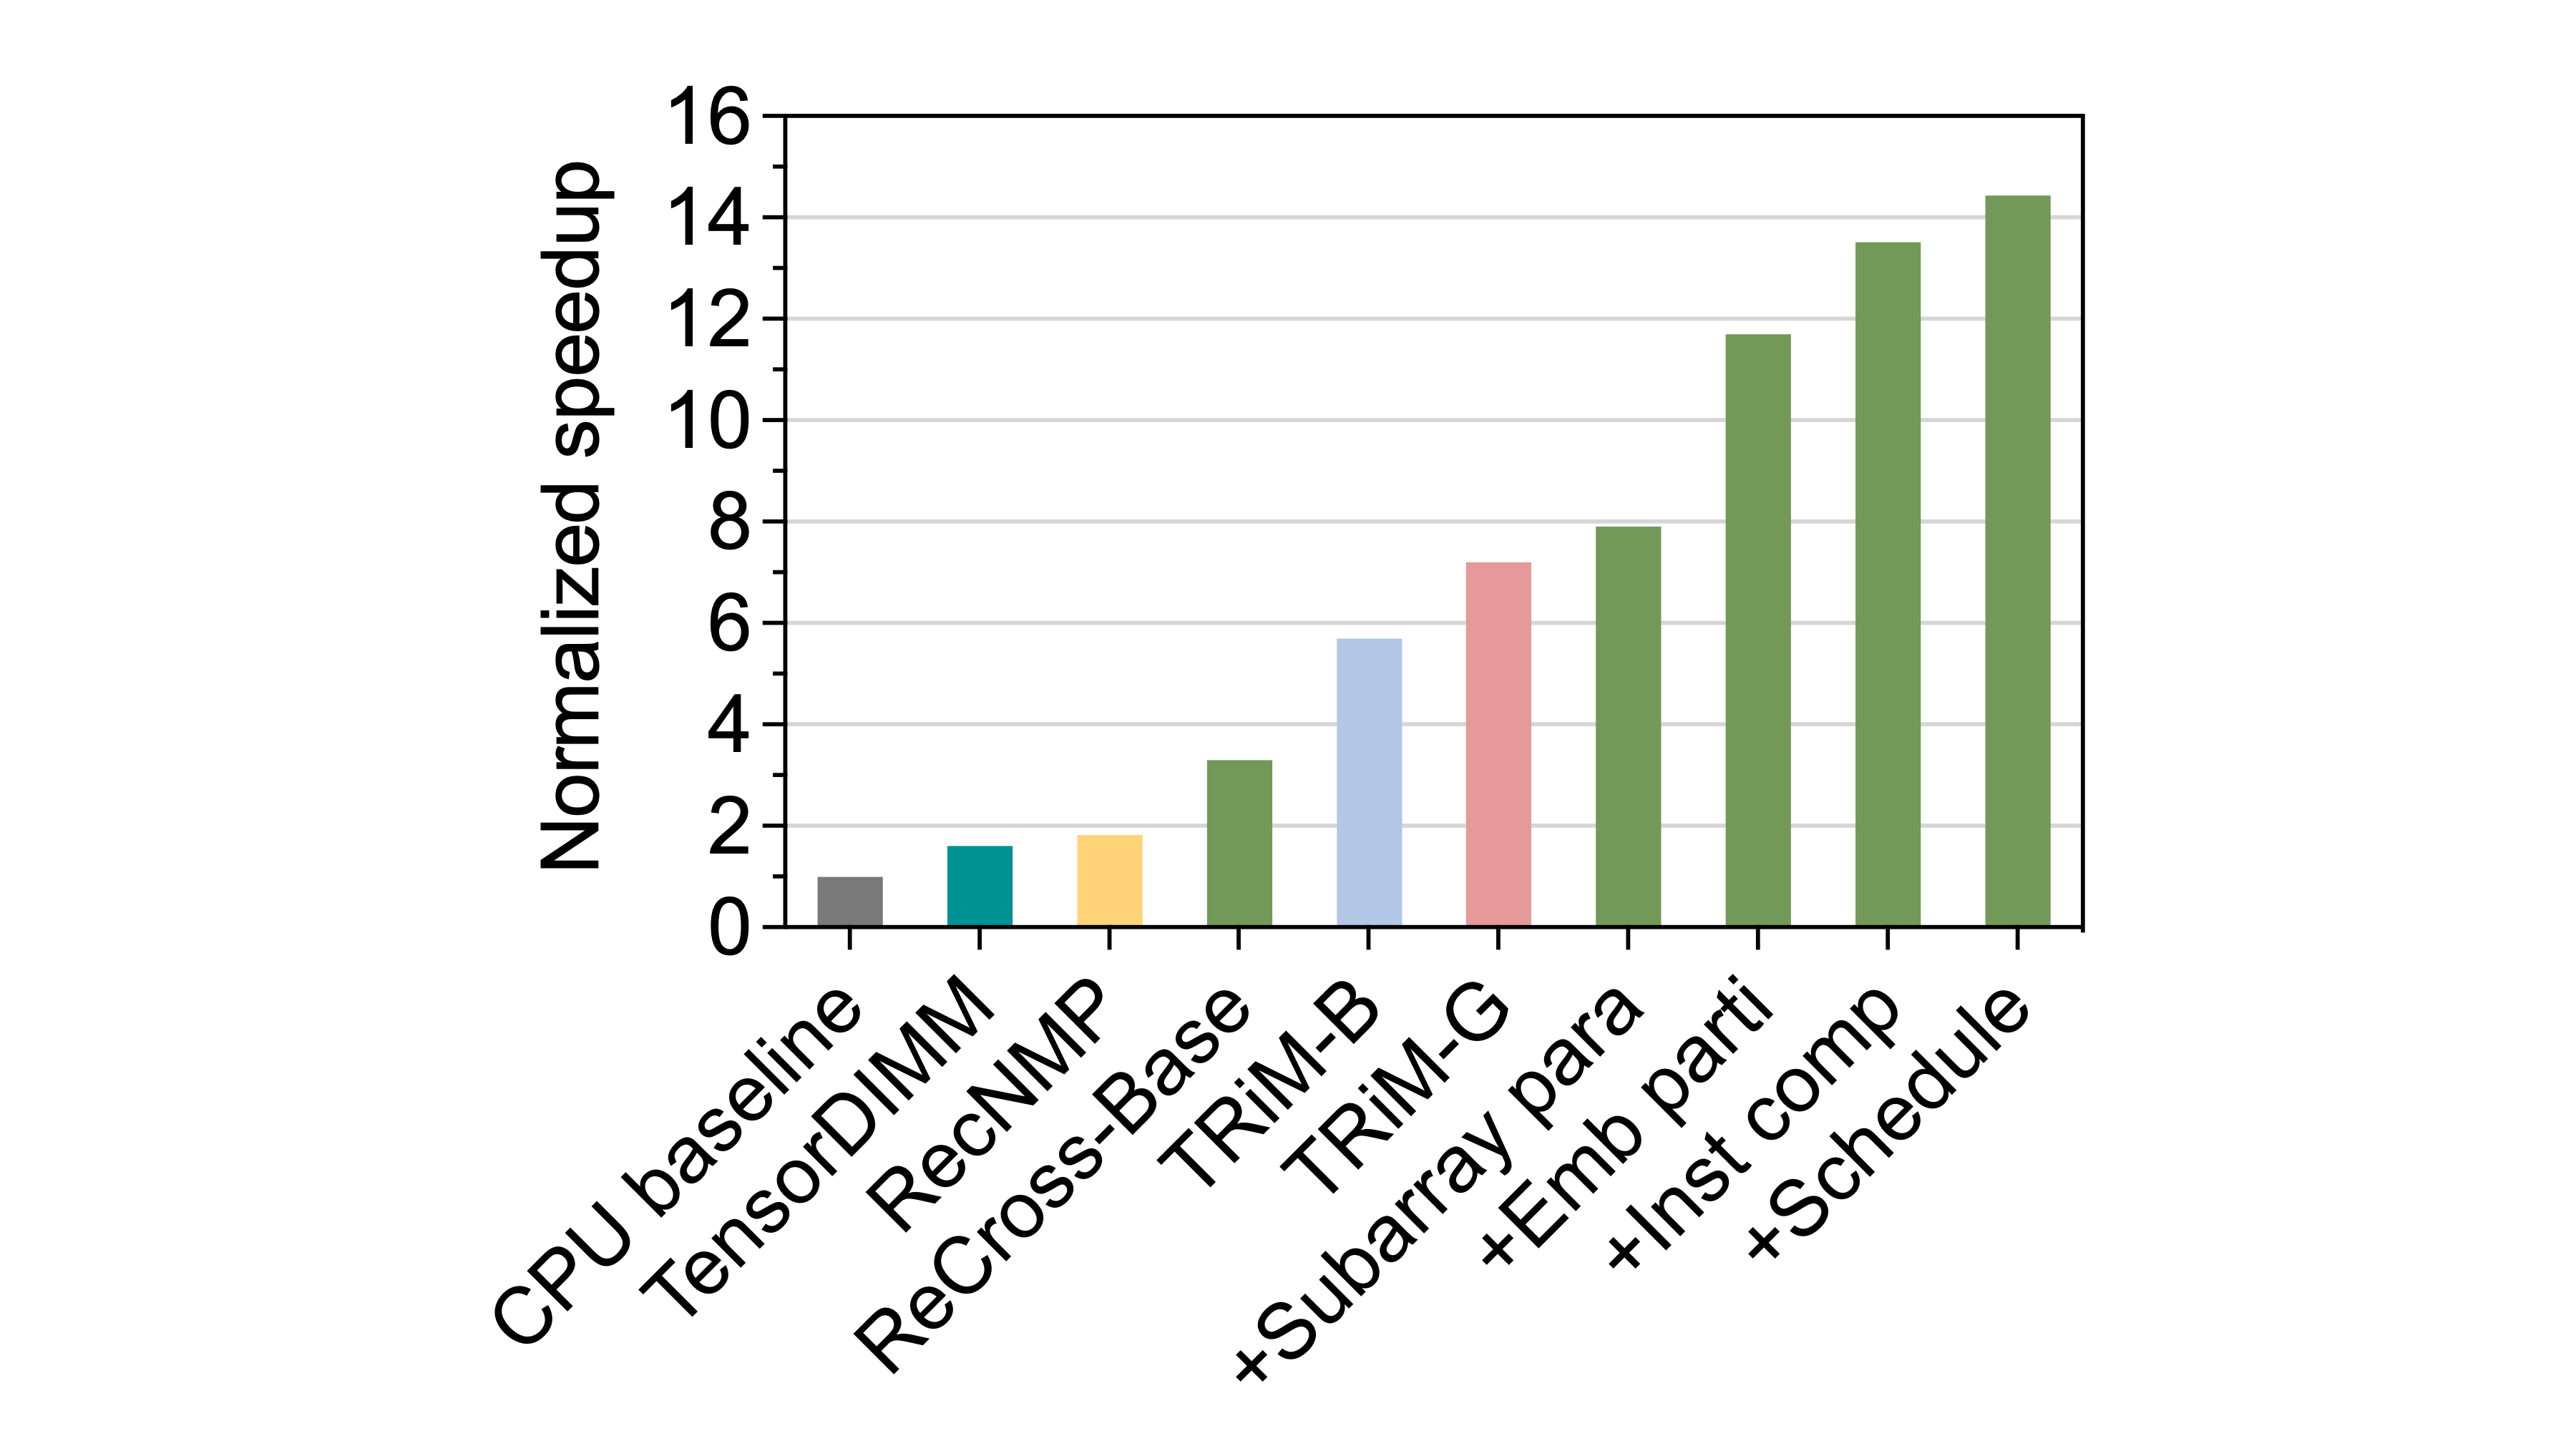 Normalized speedup
16
14
12
10
8
6
4
2
0
CPU baseline
TensorDIMM
RecNMP
ReCross-Base
TRiM-B
TRiM-G
+Subarray para
+Emb parti
+Inst comp
+Schedule